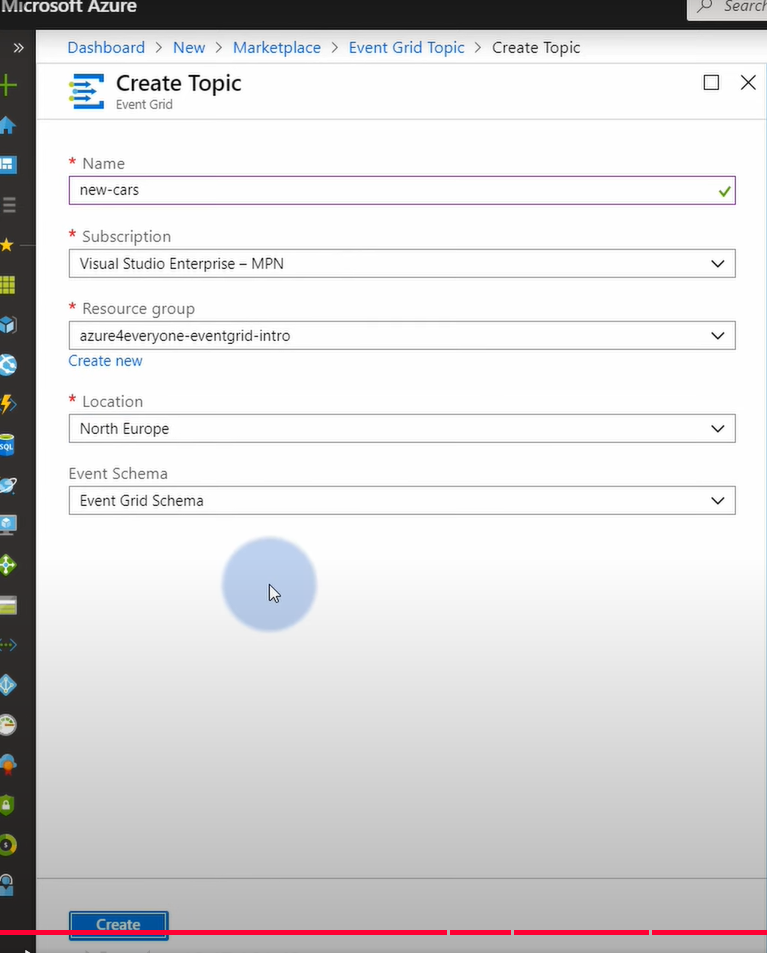 Microsoft Azure
Search
Dashboard > New > Marketplace > Event Grid Topic > Create Topic
Create Topic
Event Grid
* Name
new-cars
* Subscription
Visual Studio Enterprise – MPN
* Resource group
azure4everyone-eventgrid-intro
Create new
* Location
North Europe
Event Schema
Event Grid Schema
SQL
Create